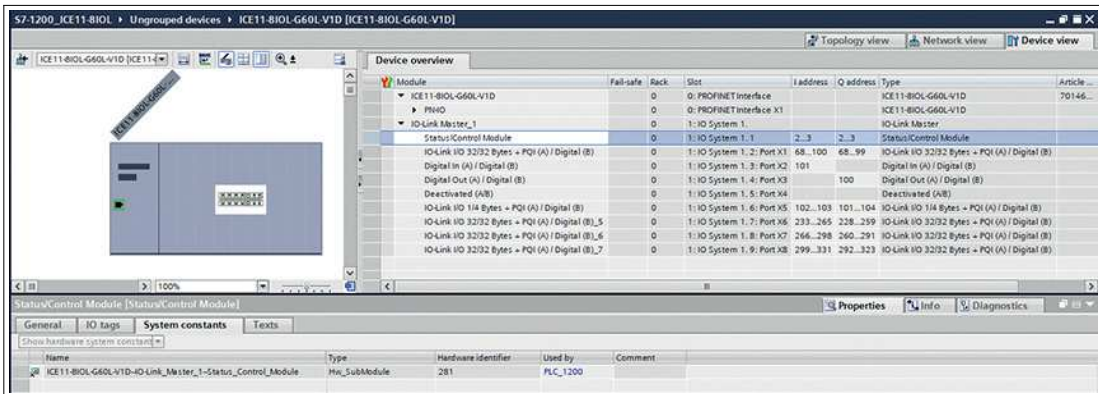 S7-1200_ICE11-8IOL ▸ Ungrouped devices ▸ ICE11-8IOL-G60L-V1D [ICE11-8IOL-G60L-V1D]
Topology view Network view Device view
ICE11-8IOL-G60L-V1D [ICE11-8
Device overview
Module Fail-safe Rack Slot I address Q address Type Article ...
ICE11-8IOL-G60L-V1D 0 0: PROFINET Interface ICE11-8IOL-G60L-V1D 70146...
PN-IO 0 0: PROFINET Interface X1 ICE11-8IOL-G60L-V1D
IO-Link Master_1 0 1: IO System 1. IO-Link Master
Status/Control Module 0 1: IO System 1. 1 2...3 2...3 Status/Control Module
IO-Link I/O 32/32 Bytes + PQI (A) / Digital (B) 0 1: IO System 1. 2: Port X1 68...100 68...99 IO-Link I/O 32/32 Bytes + PQI (A) / Digital (B)
Digital In (A) / Digital (B) 0 1: IO System 1. 3: Port X2 101 Digital In (A) / Digital (B)
Digital Out (A) / Digital (B) 0 1: IO System 1. 4: Port X3 100 Digital Out (A) / Digital (B)
Deactivated (A/B) 0 1: IO System 1. 5: Port X4 Deactivated (A/B)
IO-Link I/O 1/4 Bytes + PQI (A) / Digital (B) 0 1: IO System 1. 6: Port X5 102...103 101...104 IO-Link I/O 1/4 Bytes + PQI (A) / Digital (B)
IO-Link I/O 32/32 Bytes + PQI (A) / Digital (B)_5 0 1: IO System 1. 7: Port X6 233...265 228...259 IO-Link I/O 32/32 Bytes + PQI (A) / Digital (B)
IO-Link I/O 32/32 Bytes + PQI (A) / Digital (B)_6 0 1: IO System 1. 8: Port X7 266...298 260...291 IO-Link I/O 32/32 Bytes + PQI (A) / Digital (B)
IO-Link I/O 32/32 Bytes + PQI (A) / Digital (B)_7 0 1: IO System 1. 9: Port X8 299...331 292...323 IO-Link I/O 32/32 Bytes + PQI (A) / Digital (B)
ICE11-8IOL-G60L-...
100%
Status/Control Module [Status/Control Module]
Properties Info Diagnostics
General IO tags System constants Texts
Show hardware system constant
Name Type Hardware identifier Used by Comment
ICE11-8IOL-G60L-V1D~IO-Link_Master_1~Status_Control_Module Hw_SubModule 281 PLC_1200